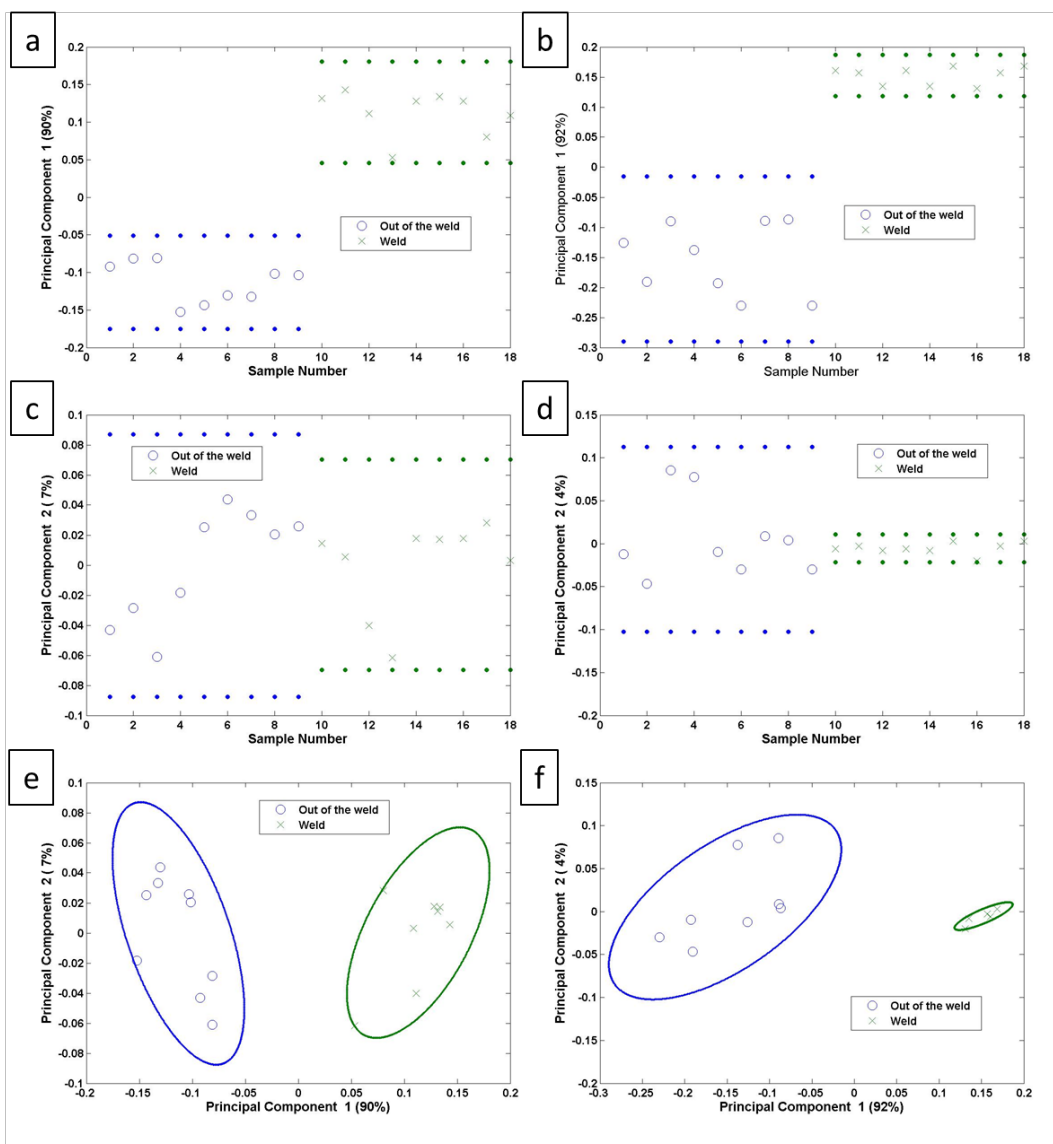 a
0.2
0.15
0.1
0.05
0
-0.05
-0.1
-0.15
-0.2
Principal Component 1 (90%)
Out of the weld
Weld
0 2 4 6 8 10 12 14 16 18
Sample Number
b
0.2
0.15
0.1
0.05
0
-0.05
-0.1
-0.15
-0.2
-0.25
-0.3
Principal Component 1 (92%)
Out of the weld
Weld
0 2 4 6 8 10 12 14 16 18
Sample Number
c
0.1
0.08
0.06
0.04
0.02
0
-0.02
-0.04
-0.06
-0.08
-0.1
Principal Component 2 ( 7%)
Out of the weld
Weld
0 2 4 6 8 10 12 14 16 18
Sample Number
d
0.15
0.1
0.05
0
-0.05
-0.1
-0.15
-0.2
Principal Component 2 ( 4%)
Out of the weld
Weld
0 2 4 6 8 10 12 14 16 18
Sample Number
e
0.1
0.08
0.06
0.04
0.02
0
-0.02
-0.04
-0.06
-0.08
-0.1
Principal Component 2 ( 7%)
Out of the weld
Weld
-0.2 -0.15 -0.1 -0.05 0 0.05 0.1 0.15 0.2
Principal Component 1 (90%)
f
0.15
0.1
0.05
0
-0.05
-0.1
-0.15
-0.2
Principal Component 2 ( 4%)
Out of the weld
Weld
-0.3 -0.25 -0.2 -0.15 -0.1 -0.05 0 0.05 0.1 0.15 0.2
Principal Component 1 (92%)